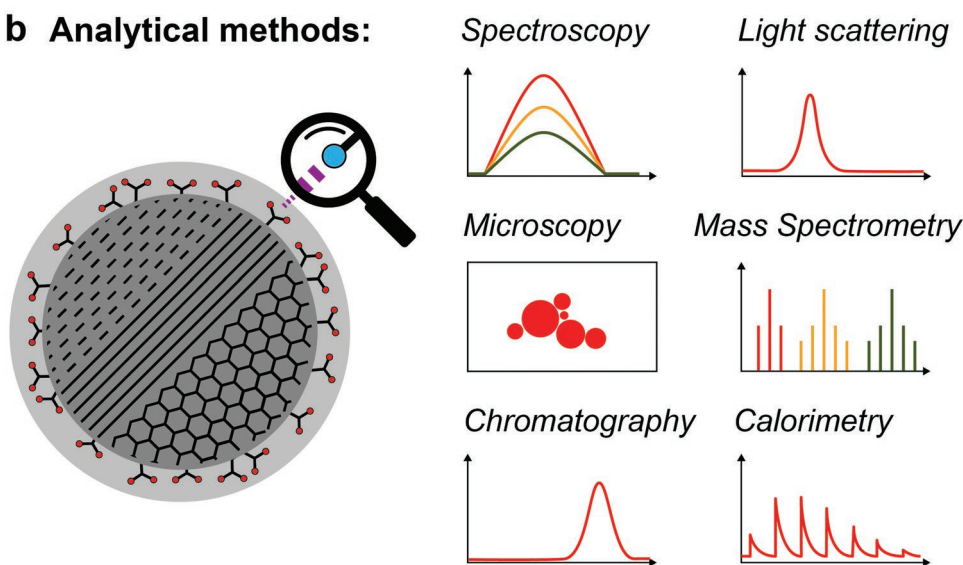 b Analytical methods:
Spectroscopy
Light scattering
Microscopy
Mass Spectrometry
Chromatography
Calorimetry